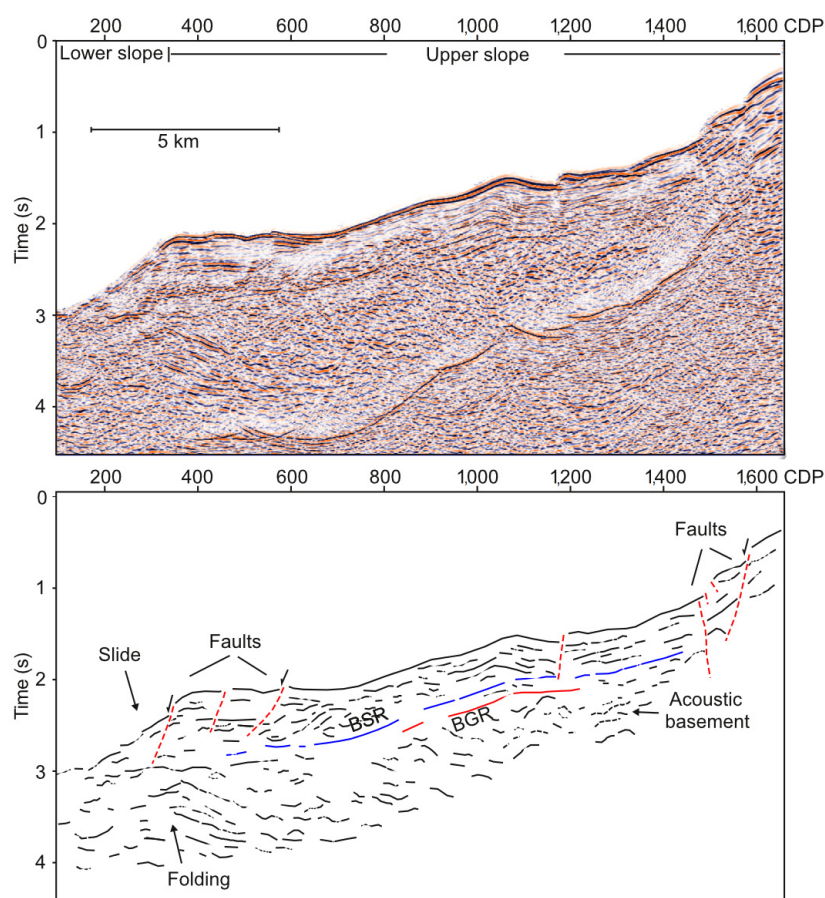 200 400 600 800 1,000 1,200 1,400 1,600 CDP
0
Lower slope Upper slope
1
5 km
2
3
4
Time (s)
200 400 600 800 1,000 1,200 1,400 1,600 CDP
0
Faults
1
Slide Faults
2
Acoustic
basement
BSR BGR
3
4
Folding
Time (s)